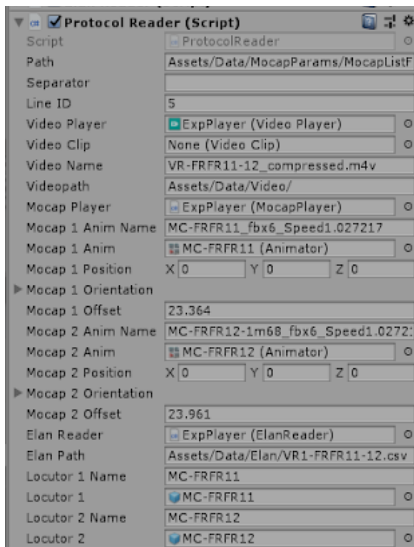 Protocol Reader (Script)
Script ProtocolReader
Path Assets/Data/MocapParams/MocapListF
Separator
Line ID 5
Video Player ExpPlayer (Video Player)
Video Clip None (Video Clip)
Video Name VR-FRFR11-12_compressed.m4v
Videopath Assets/Data/Video/
Mocap Player ExpPlayer (MocapPlayer)
Mocap 1 Anim Name MC-FRFR11_fbx6_Speed1.027217
Mocap 1 Anim MC-FRFR11 (Animator)
Mocap 1 Position X 0 Y 0 Z 0
Mocap 1 Orientation
Mocap 1 Offset 23.364
Mocap 2 Anim Name MC-FRFR12-1m68_fbx6_Speed1.0272
Mocap 2 Anim MC-FRFR12 (Animator)
Mocap 2 Position X 0 Y 0 Z 0
Mocap 2 Orientation
Mocap 2 Offset 23.961
Elan Reader ExpPlayer (ElanReader)
Elan Path Assets/Data/Elan/VR1-FRFR11-12.csv
Locutor 1 Name MC-FRFR11
Locutor 1 MC-FRFR11
Locutor 2 Name MC-FRFR12
Locutor 2 MC-FRFR12